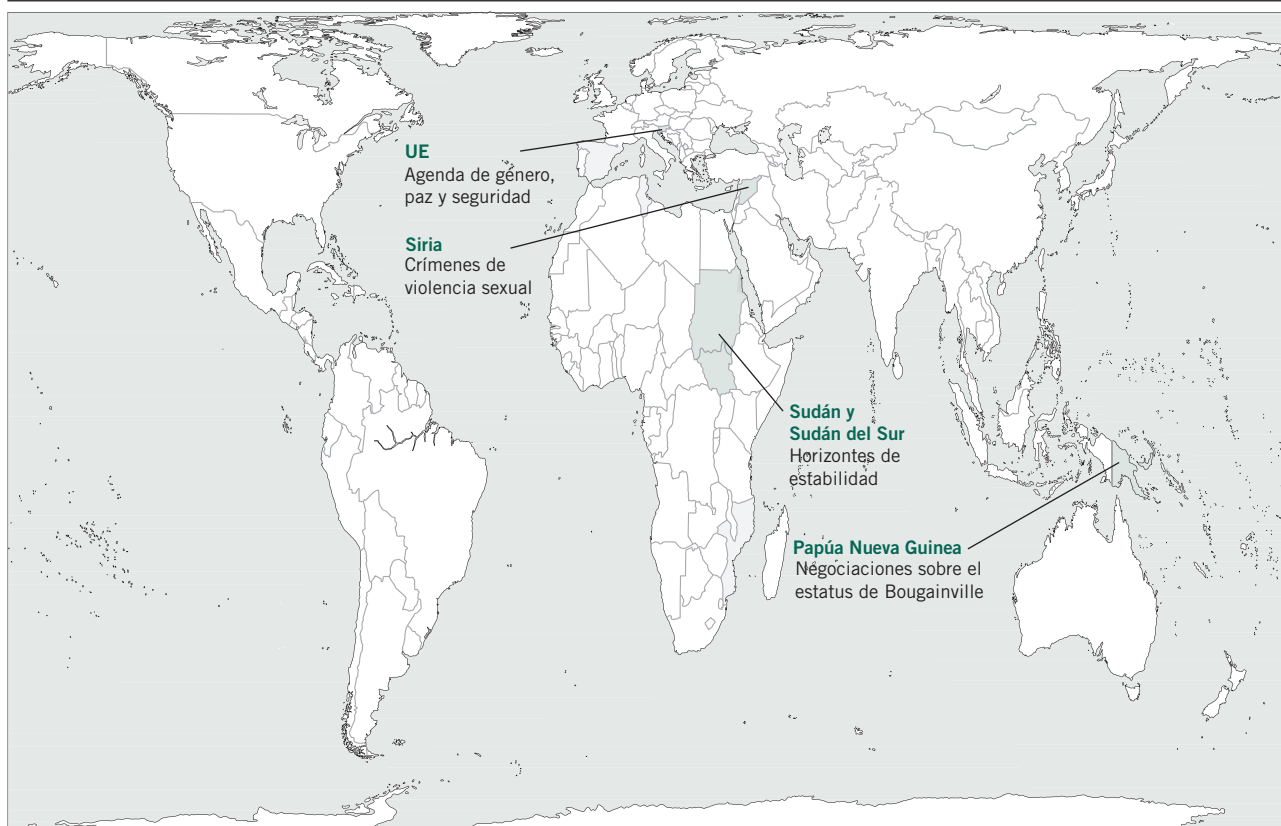 UE
Agenda de género,
paz y seguridad
Siria
Crímenes de
violencia sexual
Sudán y
Sudán del Sur
Horizontes de
estabilidad
Papúa Nueva Guinea
Negociaciones sobre el
estatus de Bougainville